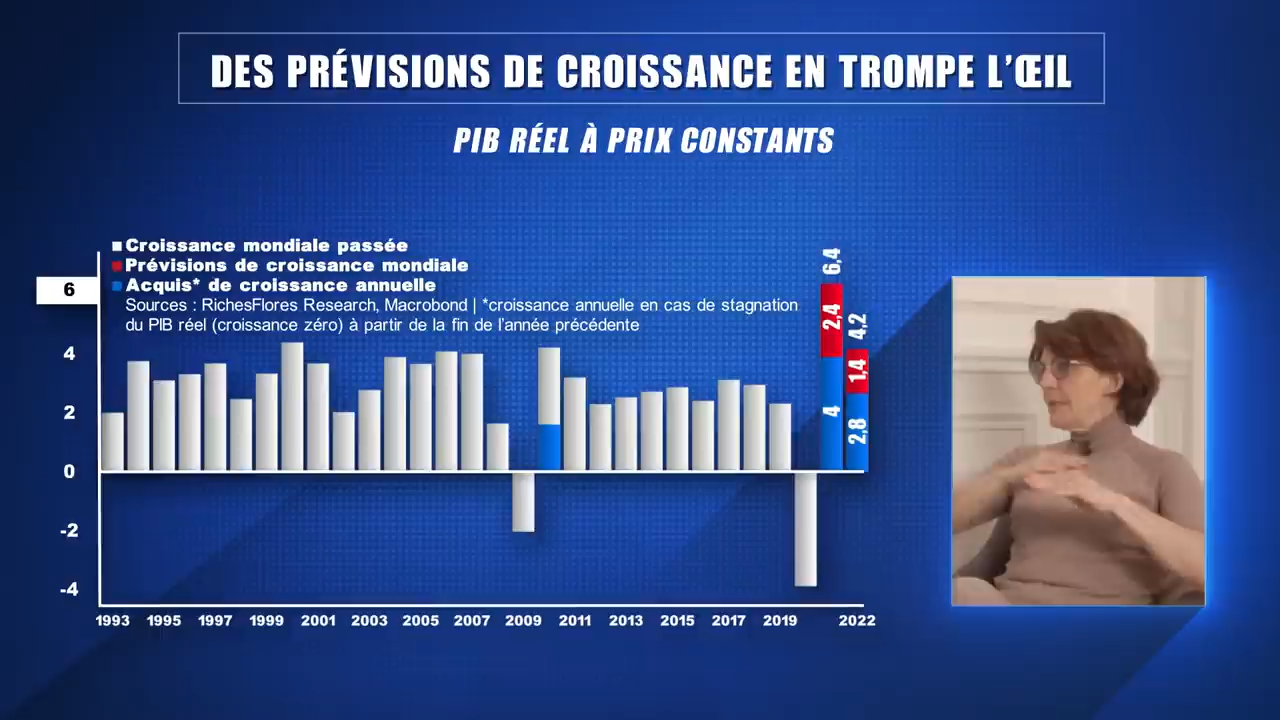 DES PRÉVISIONS DE CROISSANCE EN TROMPE L'ŒIL
PIB RÉEL À PRIX CONSTANTS
Croissance mondiale passée
Prévisions de croissance mondiale
Acquis* de croissance annuelle
Sources : RichesFlores Research, Macrobond | *croissance annuelle en cas de stagnation
du PIB réel (croissance zéro) à partir de la fin de l'année précédente
6
4
2
0
-2
-4
6,4
2,4
4
4,2
1,4
2,8
1993 1995 1997 1999 2001 2003 2005 2007 2009 2011 2013 2015 2017 2019 2022